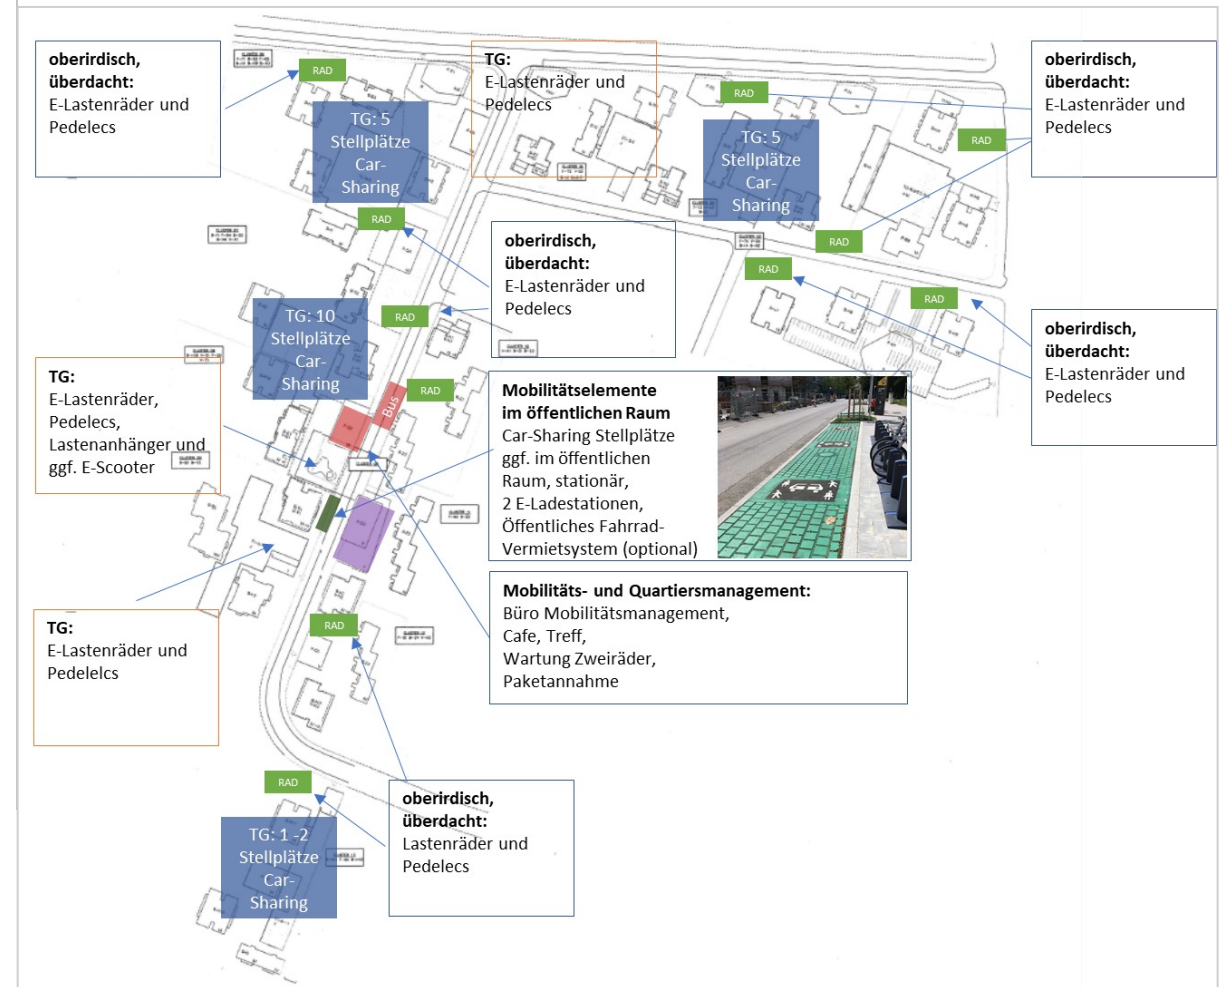 oberirdisch,
überdacht:
E-Lastenräder und
Pedelecs
RAD
TG: 5
Stellplätze
Car-
Sharing
TG:
E-Lastenräder und
Pedelecs
RAD
TG: 5
Stellplätze
Car-
Sharing
oberirdisch,
überdacht:
E-Lastenräder und
Pedelecs
RAD
RAD
RAD
oberirdisch,
überdacht:
E-Lastenräder und
Pedelecs
RAD
RAD
TG: 10
Stellplätze
Car-
Sharing
RAD
oberirdisch,
überdacht:
E-Lastenräder und
Pedelecs
TG:
E-Lastenräder,
Pedelecs,
Lastenanhänger und
ggf. E-Scooter
Bus
RAD
Mobilitätselemente
im öffentlichen Raum
Car-Sharing Stellplätze
ggf. im öffentlichen
Raum, stationär,
2 E-Ladestationen,
Öffentliches Fahrrad-
Vermietsystem (optional)
Mobilitäts- und Quartiersmanagement:
Büro Mobilitätsmanagement,
Cafe, Treff,
Wartung Zweiräder,
Paketannahme
TG:
E-Lastenräder und
Pedelelcs
RAD
RAD
oberirdisch,
überdacht:
Lastenräder und
Pedelecs
TG: 1 -2
Stellplätze
Car-
Sharing